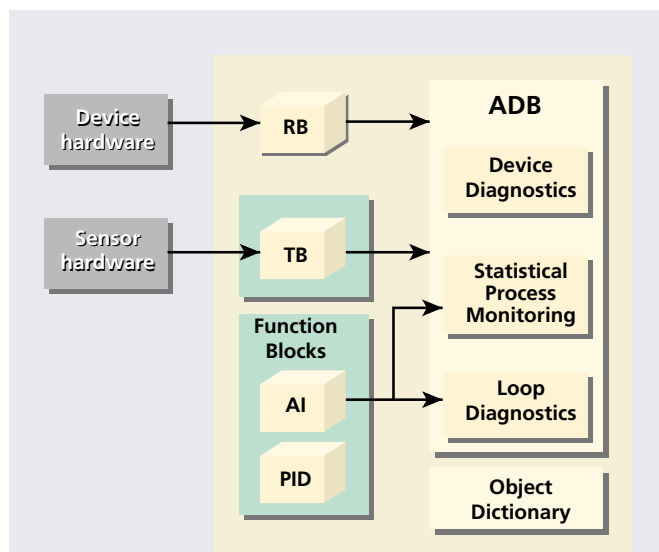 Device
hardware
RB
ADB
Device
Diagnostics
Sensor
hardware
TB
Statistical
Process
Monitoring
Function
Blocks
AI
Loop
Diagnostics
PID
Object
Dictionary